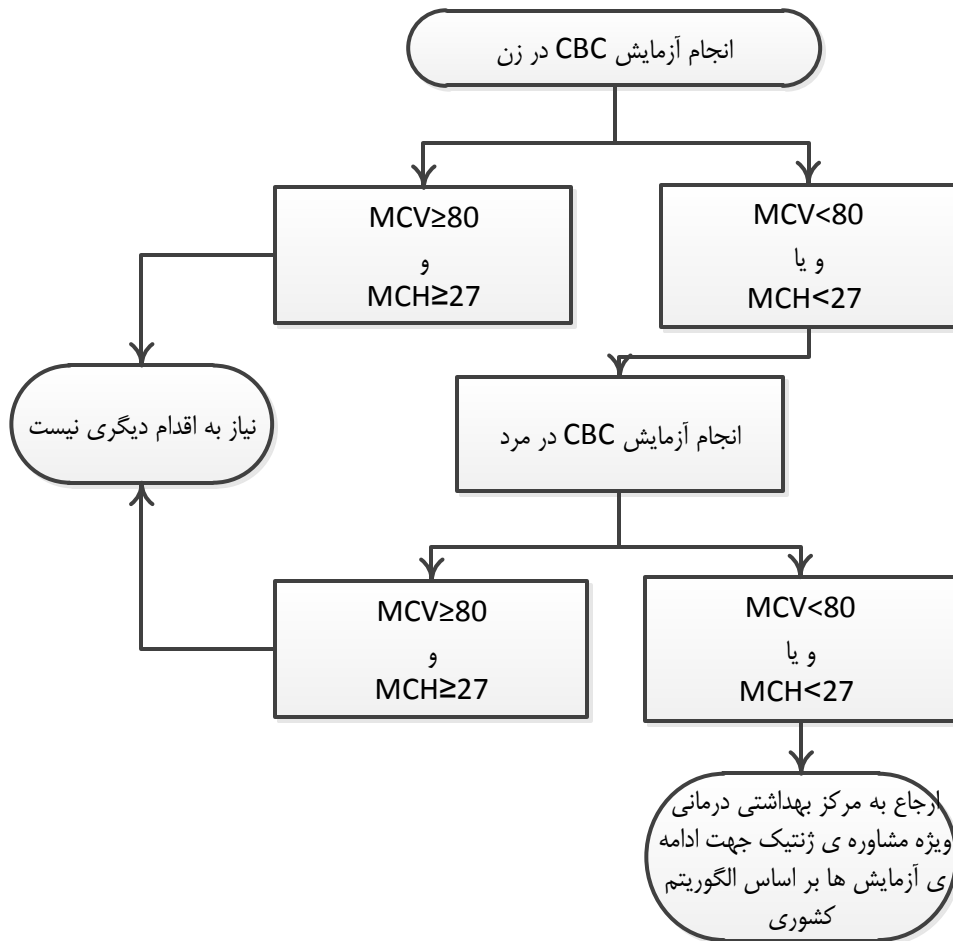 انجام آزمایش CBC در زن
MCV<80
و یا
MCH<27
MCV≥80
و
MCH≥27
انجام آزمایش CBC در مرد
نیاز به اقدام دیگری نیست
MCV<80
و یا
MCH<27
MCV≥80
و
MCH≥27
ارجاع به مرکز بهداشتی درمانی
ویژه مشاوره ی ژنتیک جهت ادامه
ی آزمایش ها بر اساس الگوریتم
کشوری